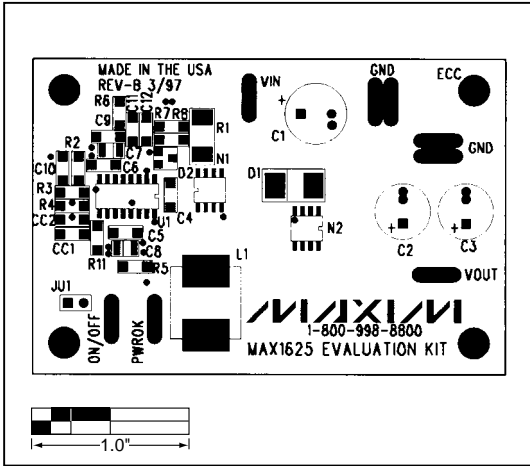 MADE IN THE USA
REV-B 3/97
VIN
GND
ECC
R6
C11
C12
R7
R8
C9
R1
C1
R2
C7
GND
C10
C6
N1
R3
D2
D1
R4
U1
C4
CC2
C5
N2
CC1
C8
C2
C3
R11
R5
L1
VOUT
JU1
MAXIM
1-800-998-8800
ON/OFF
PWROK
MAX1625 EVALUATION KIT
1.0"